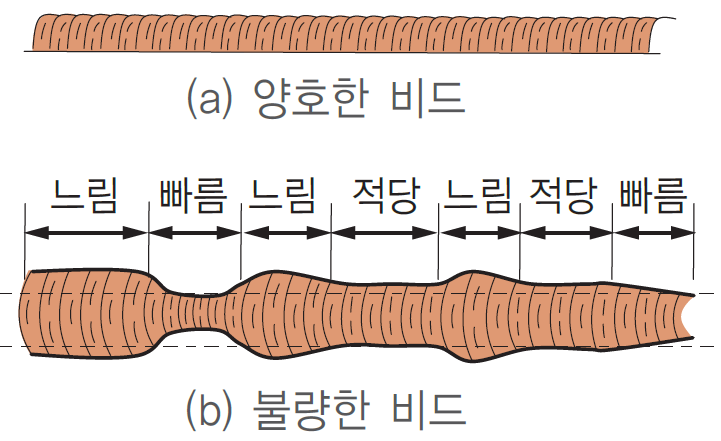 (a) 양호한 비드
느림 빠름 느림 적당 느림 적당 빠름
(b) 불량한 비드